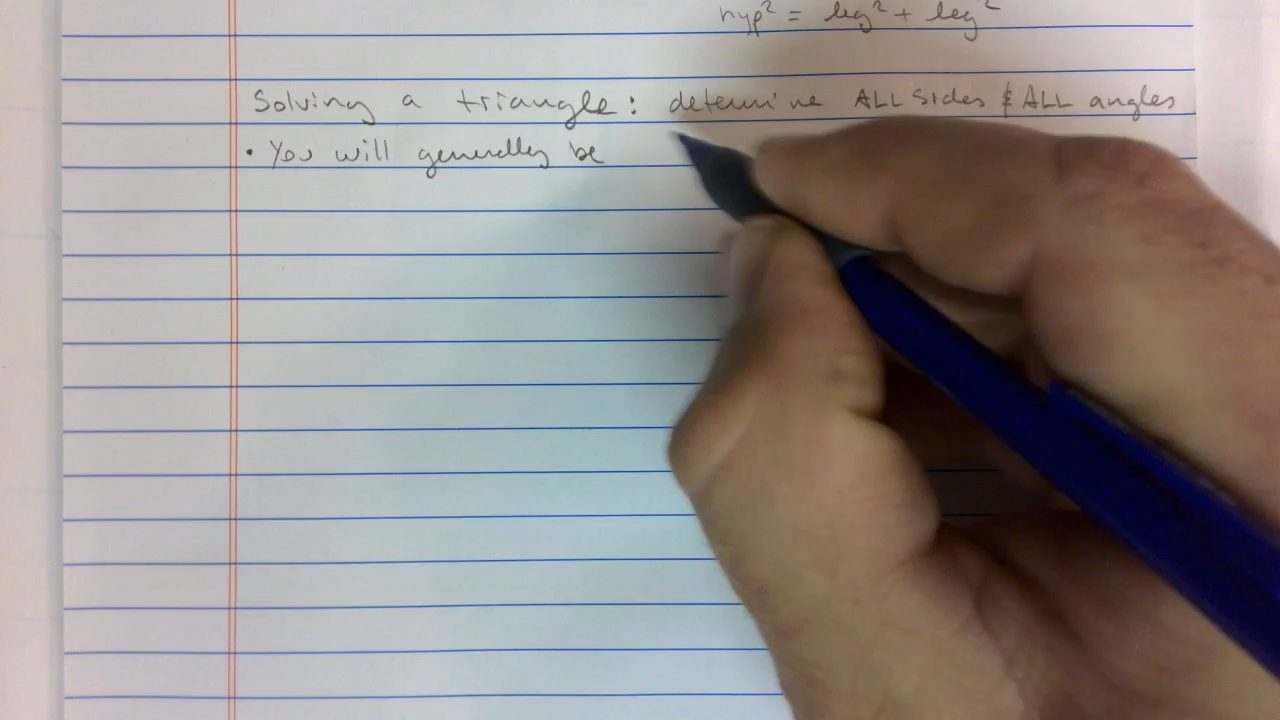 hyp² = leg² + leg²
Solving a triangle: determine ALL sides & ALL angles
• You will generally be